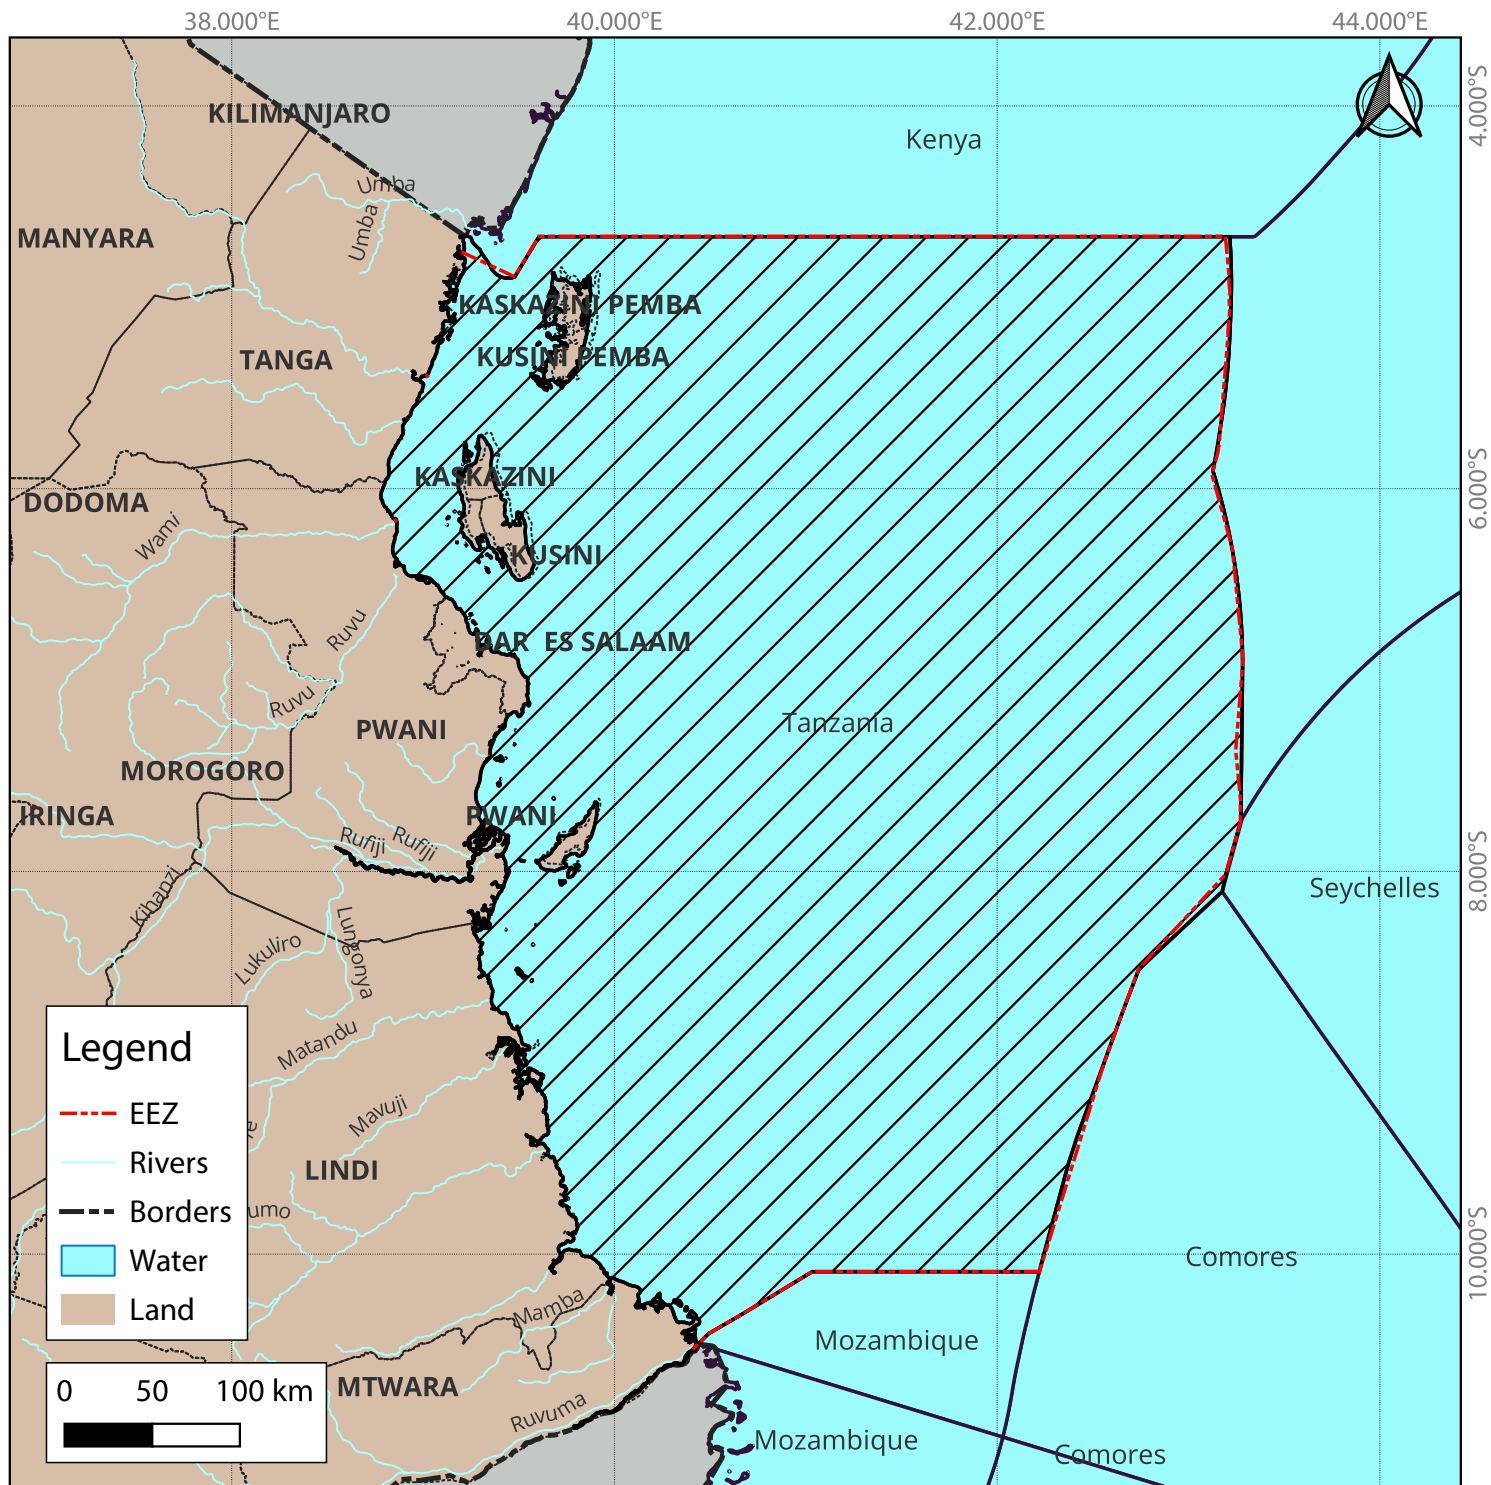 38.000°E
40.000°E
42.000°E
44.000°E
4.000°S
KILIMANJARO
Kenya
Umba
Umba
MANYARA
KASKAZINI PEMBA
KUSINI PEMBA
TANGA
KASKAZINI
6.000°S
DODOMA
Wami
KUSINI
Ruvu
DAR ES SALAAM
Ruvu
Tanzania
PWANI
MOROGORO
IRINGA
PWANI
Rufiji
Rufiji
8.000°S
Seychelles
Kihanzi
Lukuliro
Lungonya
Matandu
Mavuji
LINDI
umo
10.000°S
Comores
Mamba
Mozambique
MTWARA
Ruvuma
Mozambique
Comores
Legend
EEZ
Rivers
Borders
Water
Land
0 50 100 km